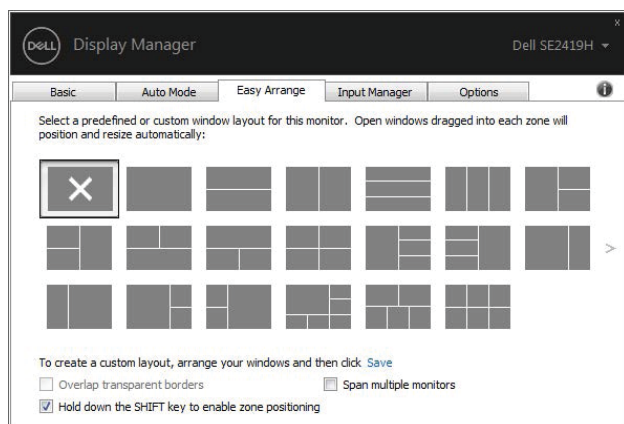 x
DELL Display Manager Dell SE2419H
Basic Auto Mode Easy Arrange Input Manager Options i
Select a predefined or custom window layout for this monitor. Open windows dragged into each zone will
position and resize automatically:
>
To create a custom layout, arrange your windows and then click Save
Overlap transparent borders Span multiple monitors
Hold down the SHIFT key to enable zone positioning